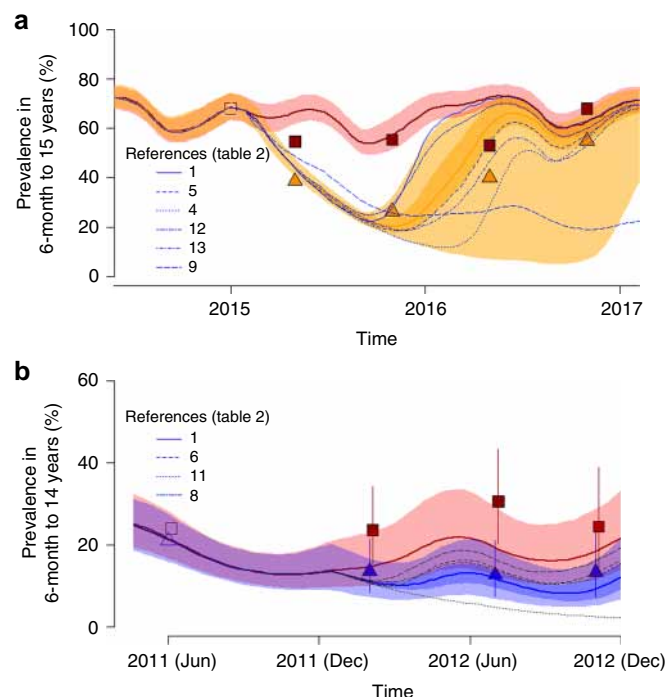 a
Prevalence in
6-month to 15 years (%)
100
80
60
40
20
0
References (table 2)
1
5
4
12
13
9
2015
2016
2017
Time
b
Prevalence in
6-month to 14 years (%)
60
40
20
0
References (table 2)
1
6
11
8
2011 (Jun)
2011 (Dec)
2012 (Jun)
2012 (Dec)
Time